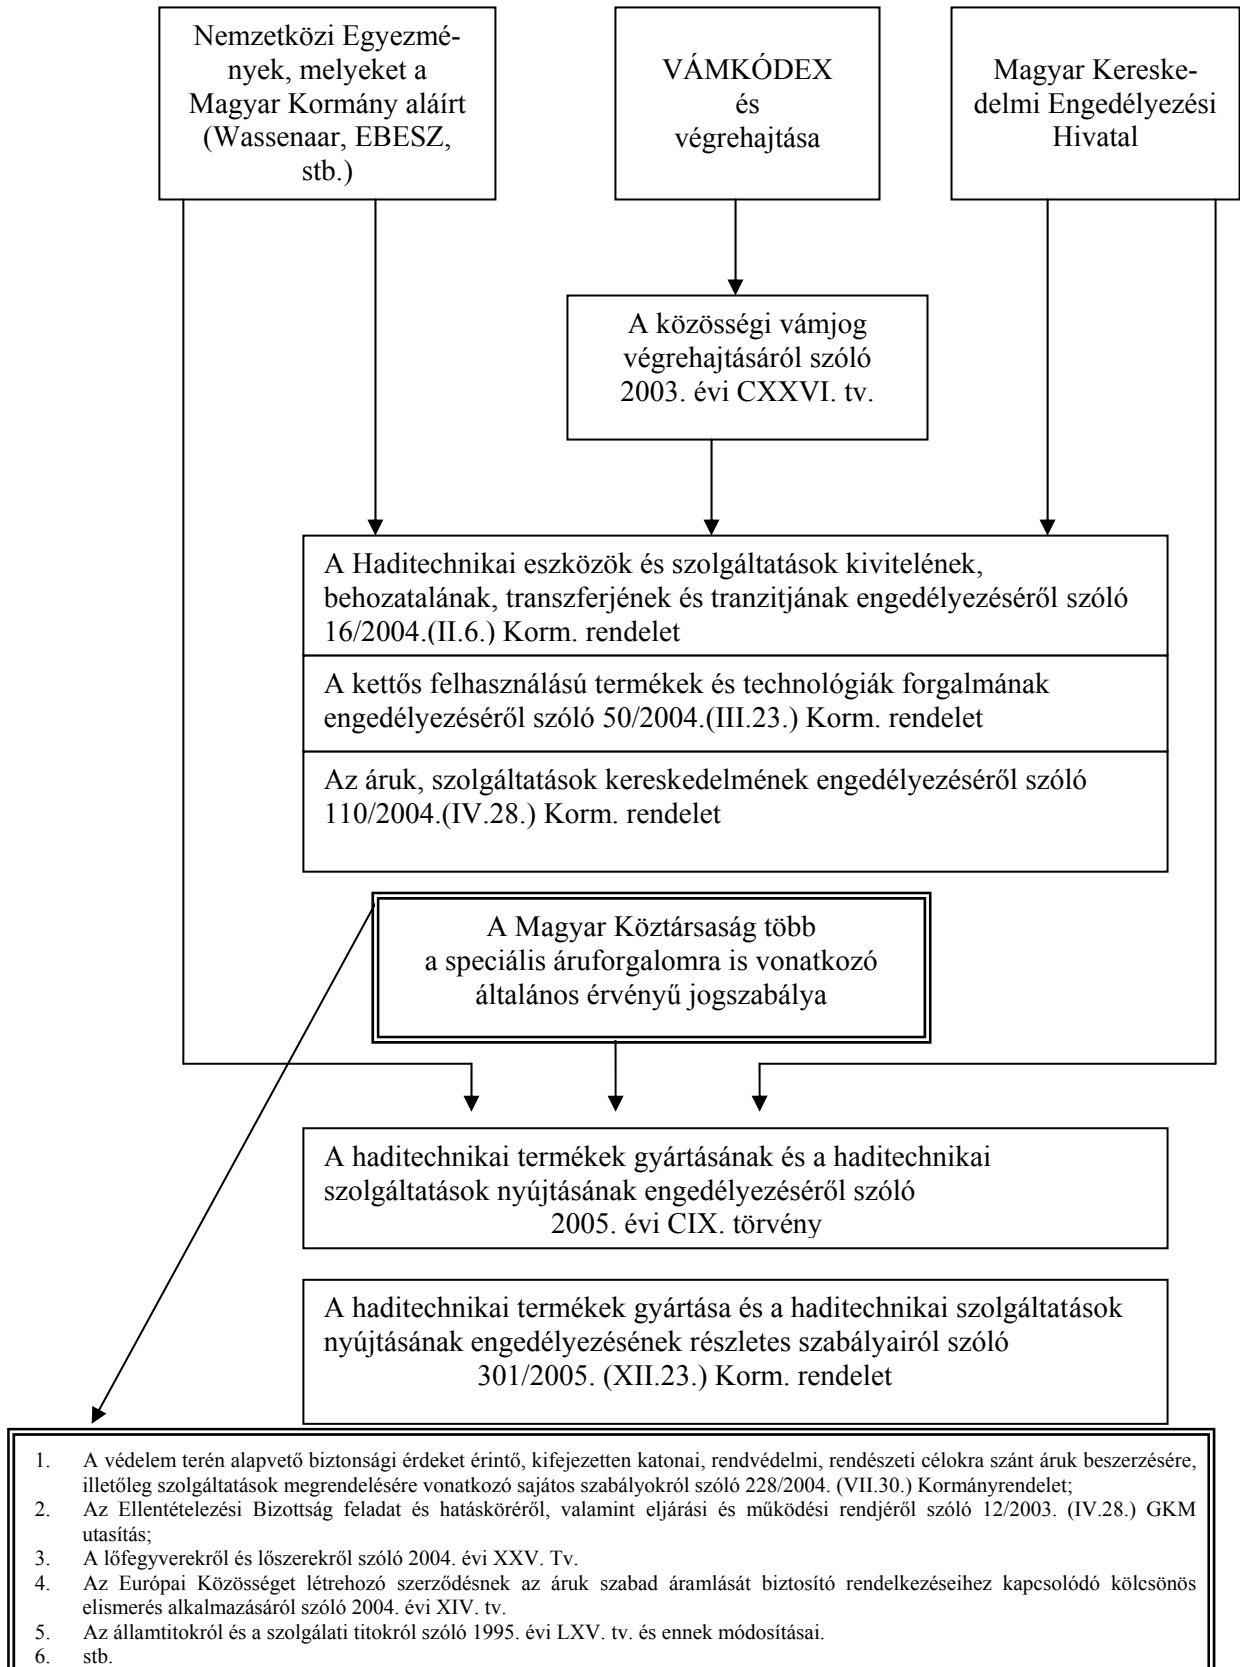 Nemzetközi Egyezmé-
nyek, melyeket a
Magyar Kormány aláírt
(Wassenaar, EBESZ,
stb.)
VÁMKÓDEX
és
végrehajtása
Magyar Kereske-
delmi Engedélyezési
Hivatal
A közösségi vámjog
végrehajtásáról szóló
2003. évi CXXVI. tv.
A Haditechnikai eszközök és szolgáltatások kivitelének,
behozatalának, transzferjének és tranzitjának engedélyezéséről szóló
16/2004.(II.6.) Korm. rendelet
A kettős felhasználású termékek és technológiák forgalmának
engedélyezéséről szóló 50/2004.(III.23.) Korm. rendelet
Az áruk, szolgáltatások kereskedelmének engedélyezéséről szóló
110/2004.(IV.28.) Korm. rendelet
A Magyar Köztársaság több
a speciális áruforgalomra is vonatkozó
általános érvényű jogszabálya
A haditechnikai termékek gyártásának és a haditechnikai
szolgáltatások nyújtásának engedélyezéséről szóló
2005. évi CIX. törvény
A haditechnikai termékek gyártása és a haditechnikai szolgáltatások
nyújtásának engedélyezésének részletes szabályairól szóló
301/2005. (XII.23.) Korm. rendelet
1. A védelem terén alapvető biztonsági érdeket érintő, kifejezetten katonai, rendvédelmi, rendészeti célokra szánt áruk beszerzésére,
illetőleg szolgáltatások megrendelésére vonatkozó sajátos szabályokról szóló 228/2004. (VII.30.) Kormányrendelet;
2. Az Ellentételezési Bizottság feladat és hatásköréről, valamint eljárási és működési rendjéről szóló 12/2003. (IV.28.) GKM
utasítás;
3. A lőfegyverekről és lőszerekről szóló 2004. évi XXV. Tv.
4. Az Európai Közösséget létrehozó szerződésnek az áruk szabad áramlását biztosító rendelkezéseihez kapcsolódó kölcsönös
elismerés alkalmazásáról szóló 2004. évi XIV. tv.
5. Az államtitokról és a szolgálati titokról szóló 1995. évi LXV. tv. és ennek módosításai.
6. stb.